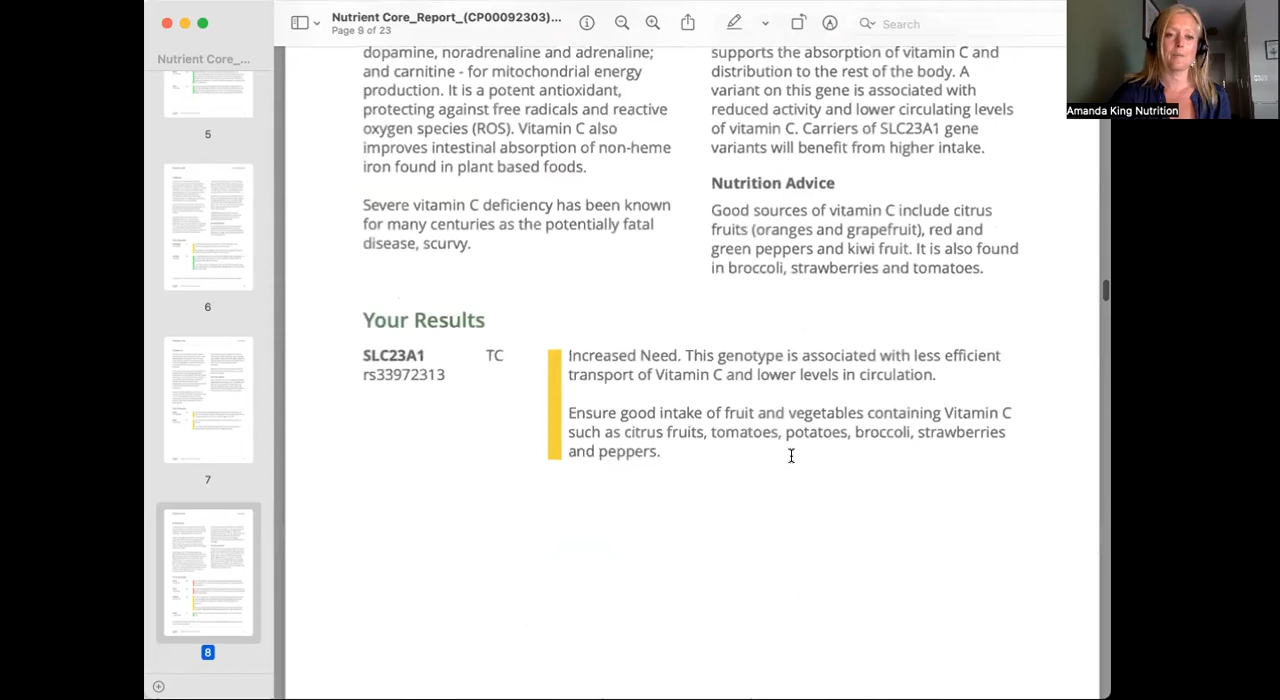 Nutrient Core_Report_(CP00092303)...
Page 9 of 23
Search
Nutrient Core_...
5
6
7
8
dopamine, noradrenaline and adrenaline;
and carnitine - for mitochondrial energy
production. It is a potent antioxidant,
protecting against free radicals and reactive
oxygen species (ROS). Vitamin C also
improves intestinal absorption of non-heme
iron found in plant based foods.
Severe vitamin C deficiency has been known
for many centuries as the potentially fatal
disease, scurvy.
supports the absorption of vitamin C and
distribution to the rest of the body. A
variant on this gene is associated with
reduced activity and lower circulating levels
of vitamin C. Carriers of SLC23A1 gene
variants will benefit from higher intake.
Nutrition Advice
Good sources of vitamin C include citrus
fruits (oranges and grapefruit), red and
green peppers and kiwi fruit. It is also found
in broccoli, strawberries and tomatoes.
Your Results
SLC23A1 TC
rs33972313
Increased Need. This genotype is associated with less efficient
transport of Vitamin C and lower levels in circulation.
Ensure good intake of fruit and vegetables containing Vitamin C
such as citrus fruits, tomatoes, potatoes, broccoli, strawberries
and peppers.
Amanda King Nutrition